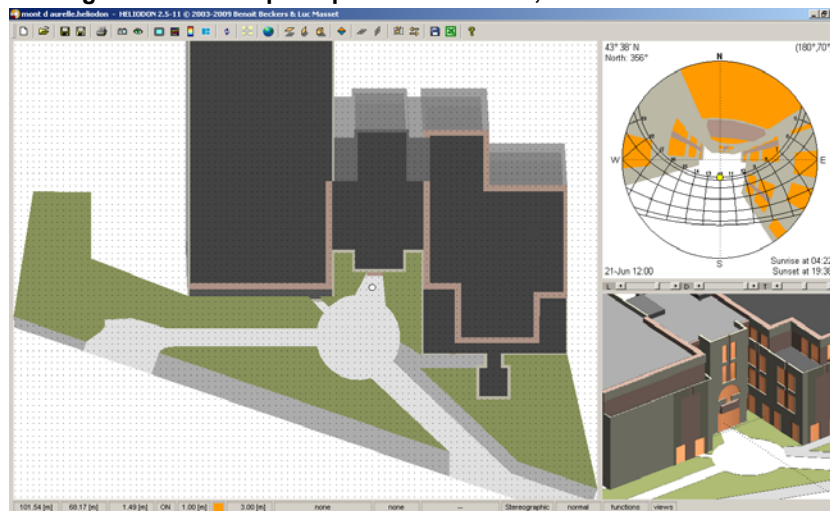 mont d aurelle.heliodon - HELIODON 2.5-11 © 2003-2009 Benoit Beckers & Luc Masset
43° 38' N
(180°,70°)
North: 356°
N
W
E
S
21-Jun 12:00
Sunrise at 04:22
Sunset at 19:38
L
D
T
101.54 [m] 68.17 [m] 1.49 [m] ON 1.00 [m] 3.00 [m] none none -- Stereographic normal functions views